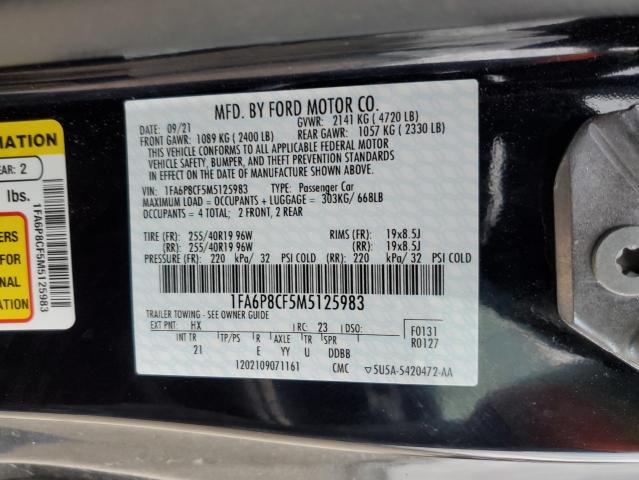 MFD. BY FORD MOTOR CO.
DATE: 09/21 GVWR: 2141 KG ( 4720 LB)
FRONT GAWR: 1089 KG ( 2400 LB) REAR GAWR: 1057 KG ( 2330 LB)
THIS VEHICLE CONFORMS TO ALL APPLICABLE FEDERAL MOTOR
VEHICLE SAFETY, BUMPER, AND THEFT PREVENTION STANDARDS
IN EFFECT ON THE DATE OF MANUFACTURE SHOWN ABOVE.
VIN: 1FA6P8CF5M5125983 TYPE: Passenger Car
MAXIMUM LOAD = OCCUPANTS + LUGGAGE = 303KG/ 668LB
OCCUPANTS = 4 TOTAL; 2 FRONT, 2 REAR
TIRE (FR): 255/40R19 96W RIMS (FR): 19x8.5J
(RR): 255/40R19 96W (RR): 19x8.5J
PRESSURE (FR): 220 kPa/ 32 PSI COLD (RR): 220 kPa/ 32 PSI COLD
1FA6P8CF5M5125983
TRAILER TOWING - SEE OWNER GUIDE
EXT PNT: HX RC: 23 DSO: F0131
INT TR TP/PS R AXLE TR SPR R0127
21 E YY U DDBB
1202109071161 CMC 5U5A-5420472-AA
RMATION
EAR: 2
lbs.
ERS
FOR
NAL
ATION
1FA6P8CF5M5125983